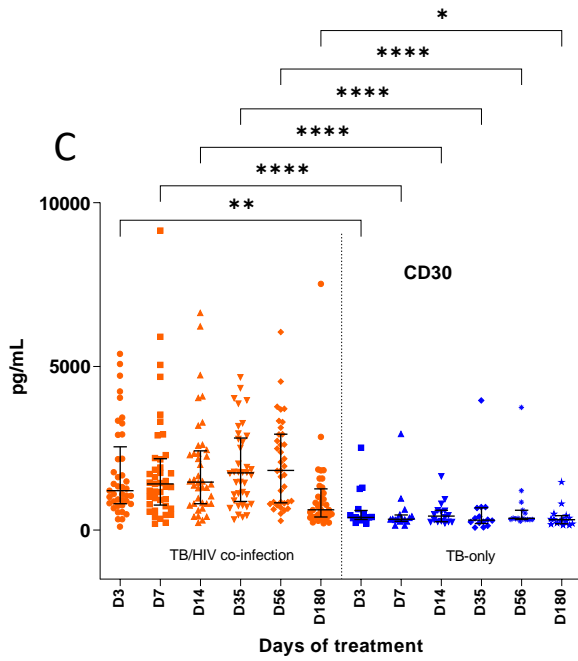 *
****
****
****
C
****
10000
**
CD30
pg/mL
5000
0
TB/HIV co-infection
TB-only
D3
D7
D14
D35
D56
D180
D3
D7
D14
D35
D56
D180
Days of treatment